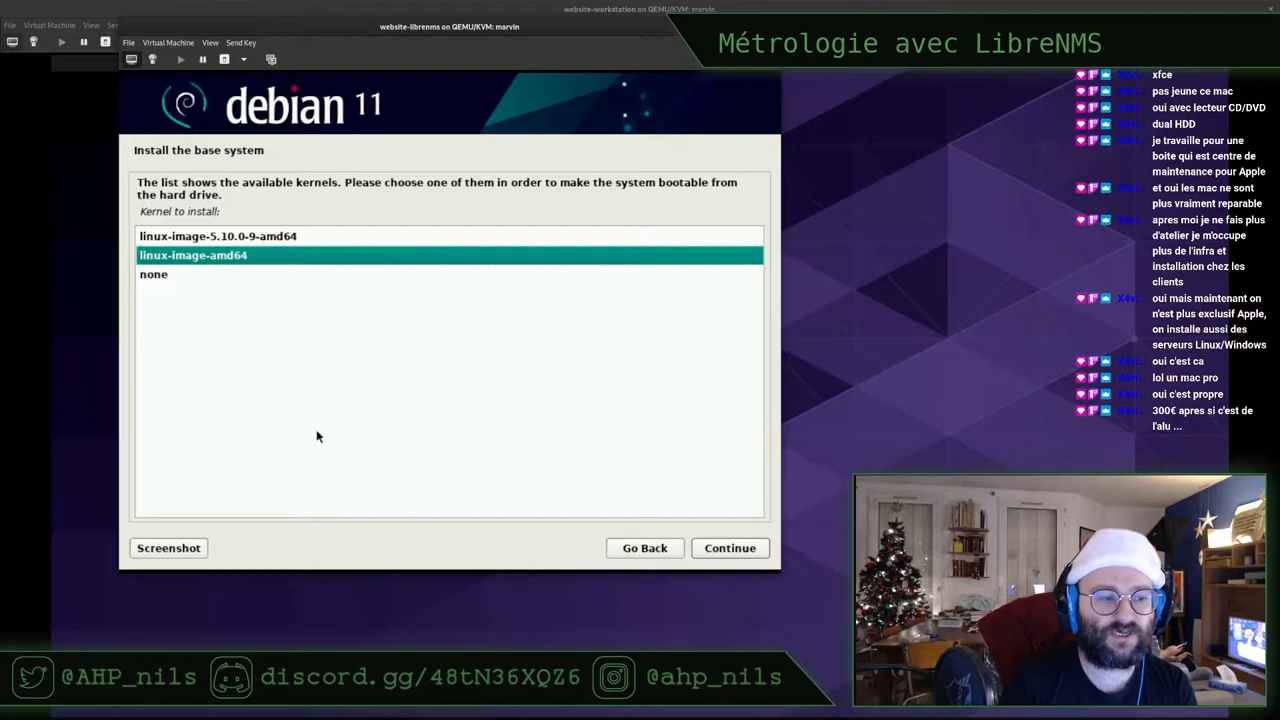 website-workstation on QEMU/KVM: marvin
File Virtual Machine View
website-librenms on QEMU/KVM: marvin
File Virtual Machine View Send Key
Métrologie avec LibreNMS
debian 11
Install the base system
The list shows the available kernels. Please choose one of them in order to make the system bootable from
the hard drive.
Kernel to install:
linux-image-5.10.0-9-amd64
linux-image-amd64
none
Screenshot
Go Back
Continue
xfce
pas jeune ce mac
oui avec lecteur CD/DVD
dual HDD
je travaille pour une
boite qui est centre de
maintenance pour Apple
et oui les mac ne sont
plus vraiment reparable
apres moi je ne fais plus
d'atelier je m'occupe
plus de l'infra et
installation chez les
clients
oui mais maintenant on
n'est plus exclusif Apple,
on installe aussi des
serveurs Linux/Windows
oui c'est ca
lol un mac pro
oui c'est propre
300€ apres si c'est de
l'alu ...
@AHP_nils
discord.gg/48tN36XQZ6
@ahp_nils